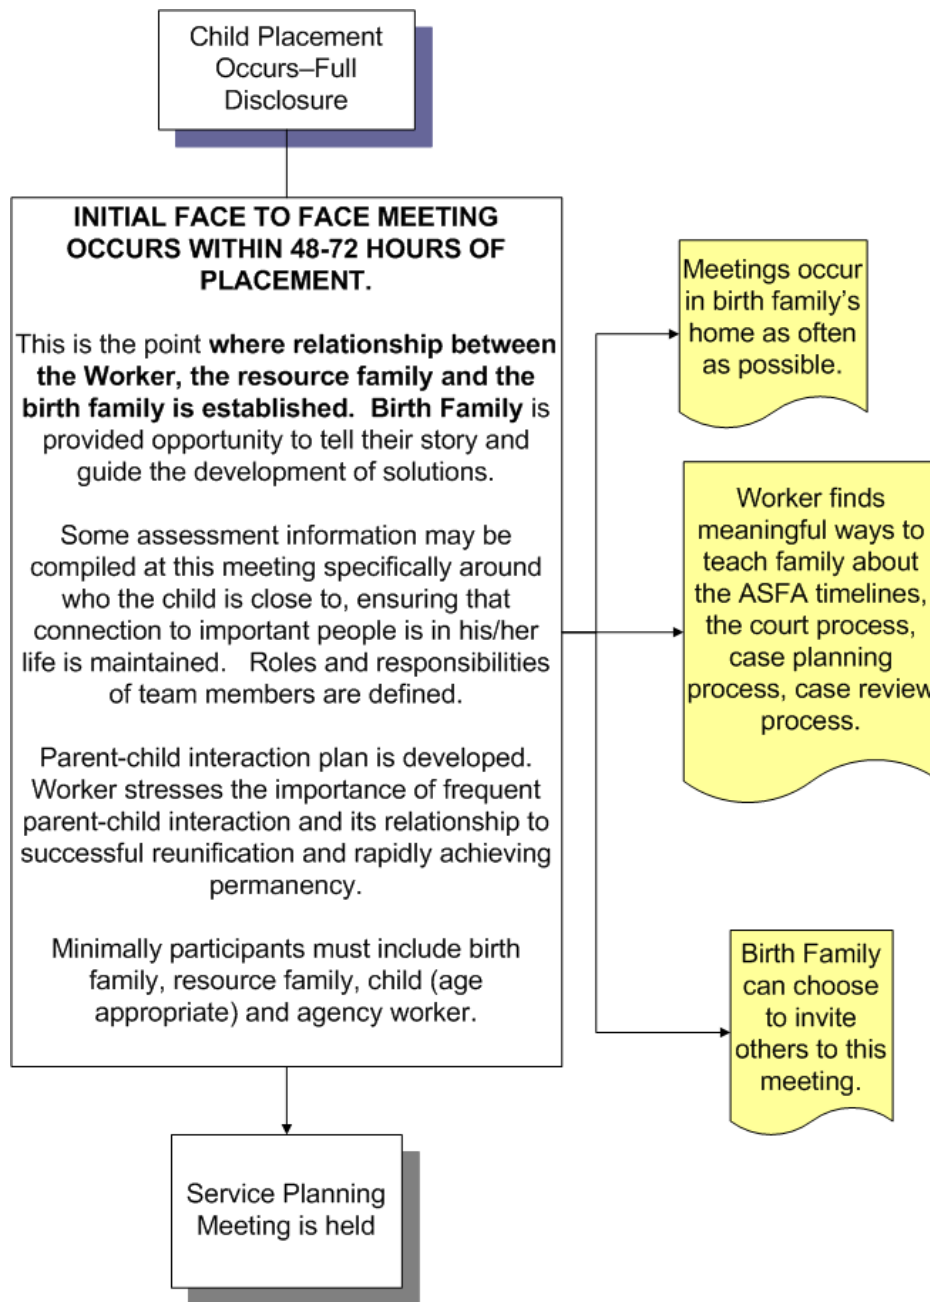 Child Placement
Occurs–Full
Disclosure
INITIAL FACE TO FACE MEETING
OCCURS WITHIN 48-72 HOURS OF
PLACEMENT.
This is the point where relationship between
the Worker, the resource family and the
birth family is established.  Birth Family is
provided opportunity to tell their story and
guide the development of solutions.
Some assessment information may be
compiled at this meeting specifically around
who the child is close to, ensuring that
connection to important people is in his/her
life is maintained.   Roles and responsibilities
of team members are defined.
Parent-child interaction plan is developed.
Worker stresses the importance of frequent
parent-child interaction and its relationship to
successful reunification and rapidly achieving
permanency.
Minimally participants must include birth
family, resource family, child (age
appropriate) and agency worker.
Meetings occur
in birth family’s
home as often
as possible.
Worker finds
meaningful ways to
teach family about
the ASFA timelines,
the court process,
case planning
process, case review
process.
Birth Family
can choose
to invite
others to this
meeting.
Service Planning
Meeting is held